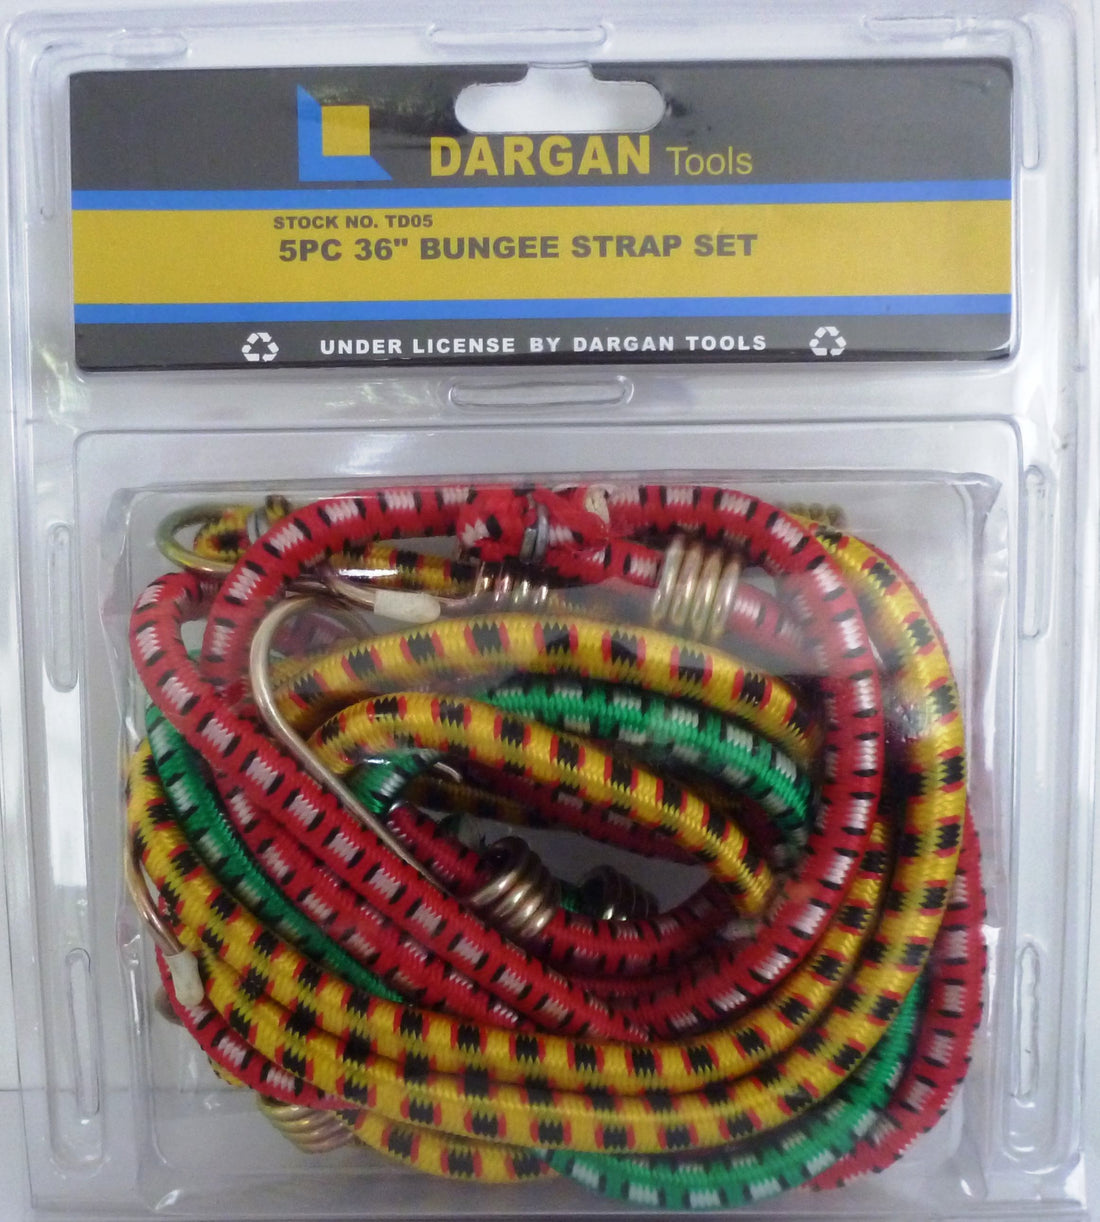 DARGAN Tools
STOCK NO. TD05
5PC 36" BUNGEE STRAP SET
UNDER LICENSE BY DARGAN TOOLS